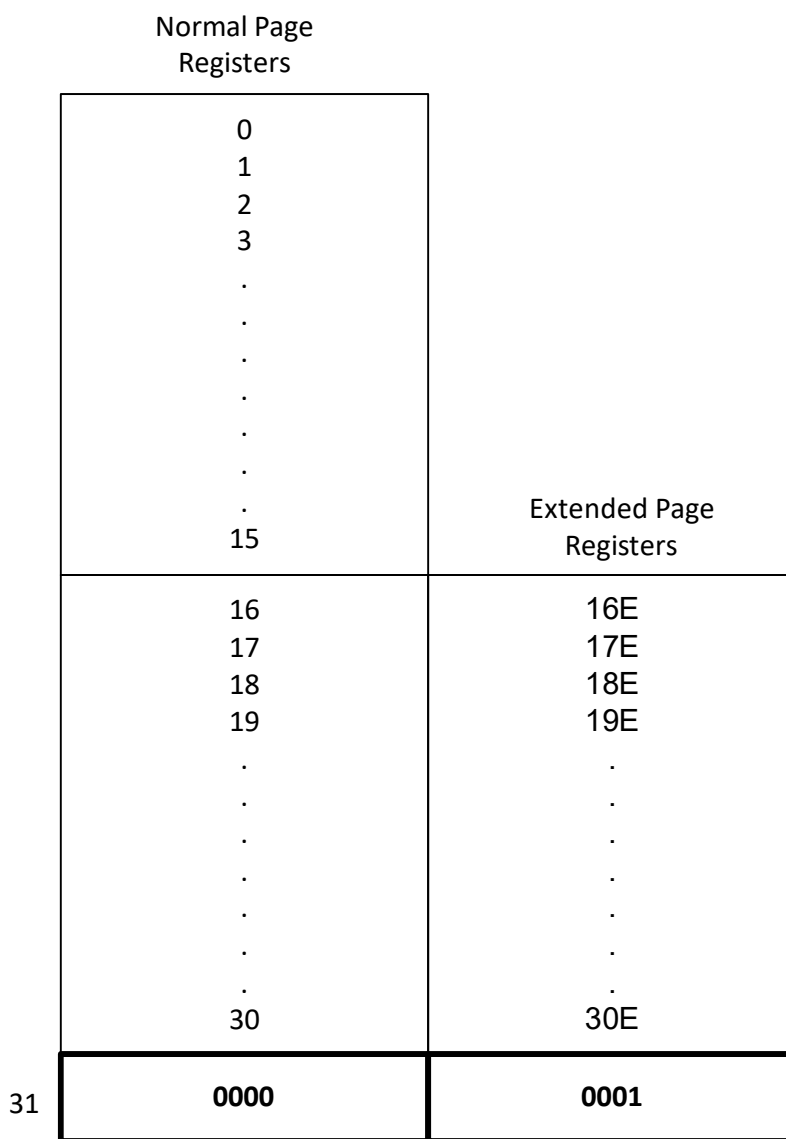 Normal Page
Registers
0
1
2
3
.
.
.
.
.
.
.
15
Extended Page
Registers
16 16E
17 17E
18 18E
19 19E
. .
. .
. .
. .
. .
. .
. .
30 30E
31 0000 0001